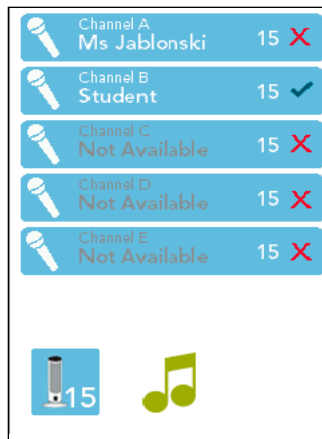 Channel A
Ms Jablonski 15
Channel B
Student 15
Channel C
Not Available 15
Channel D
Not Available 15
Channel E
Not Available 15
15